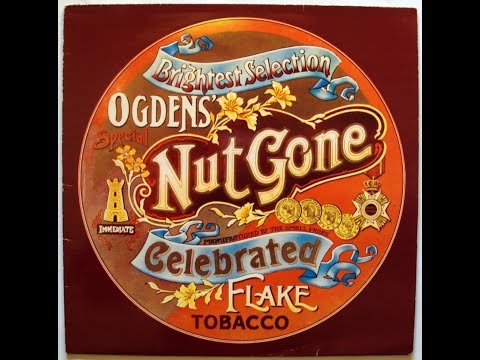 Brightest Selection
OGDENS'
Special
Nut Gone
IMMEDIATE
MANUFACTURED BY THE SMALL FACES
Celebrated
FLAKE
TOBACCO